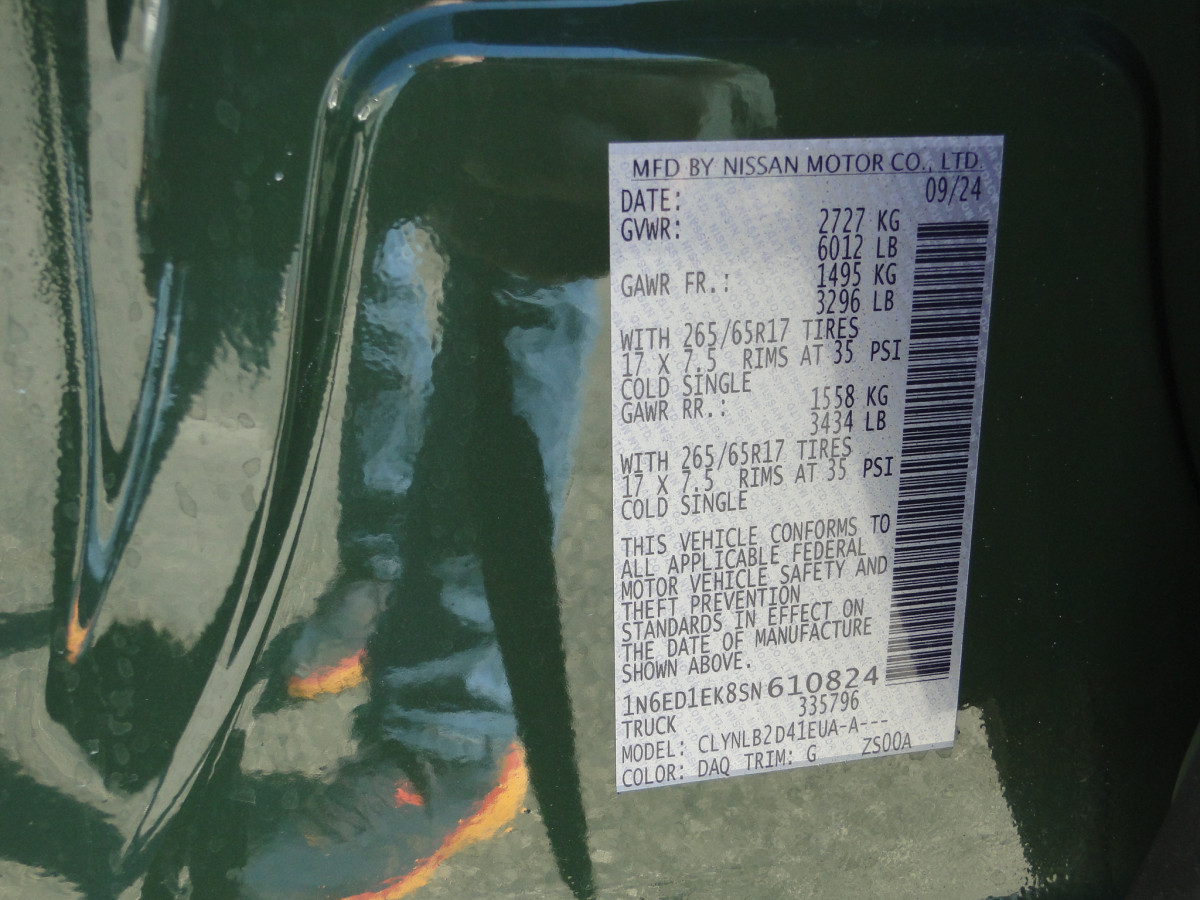 MFD BY NISSAN MOTOR CO., LTD.
DATE: 09/24
GVWR: 2727 KG
6012 LB
GAWR FR.: 1495 KG
3296 LB
WITH 265/65R17 TIRES
17 X 7.5 RIMS AT 35 PSI
COLD SINGLE
GAWR RR.: 1558 KG
3434 LB
WITH 265/65R17 TIRES
17 X 7.5 RIMS AT 35 PSI
COLD SINGLE
THIS VEHICLE CONFORMS TO
ALL APPLICABLE FEDERAL
MOTOR VEHICLE SAFETY AND
THEFT PREVENTION
STANDARDS IN EFFECT ON
THE DATE OF MANUFACTURE
SHOWN ABOVE.
1N6ED1EK8SN610824
335796
TRUCK
MODEL: CLYNLB2D41EUA-A---
COLOR: DAQ TRIM: G ZS00A